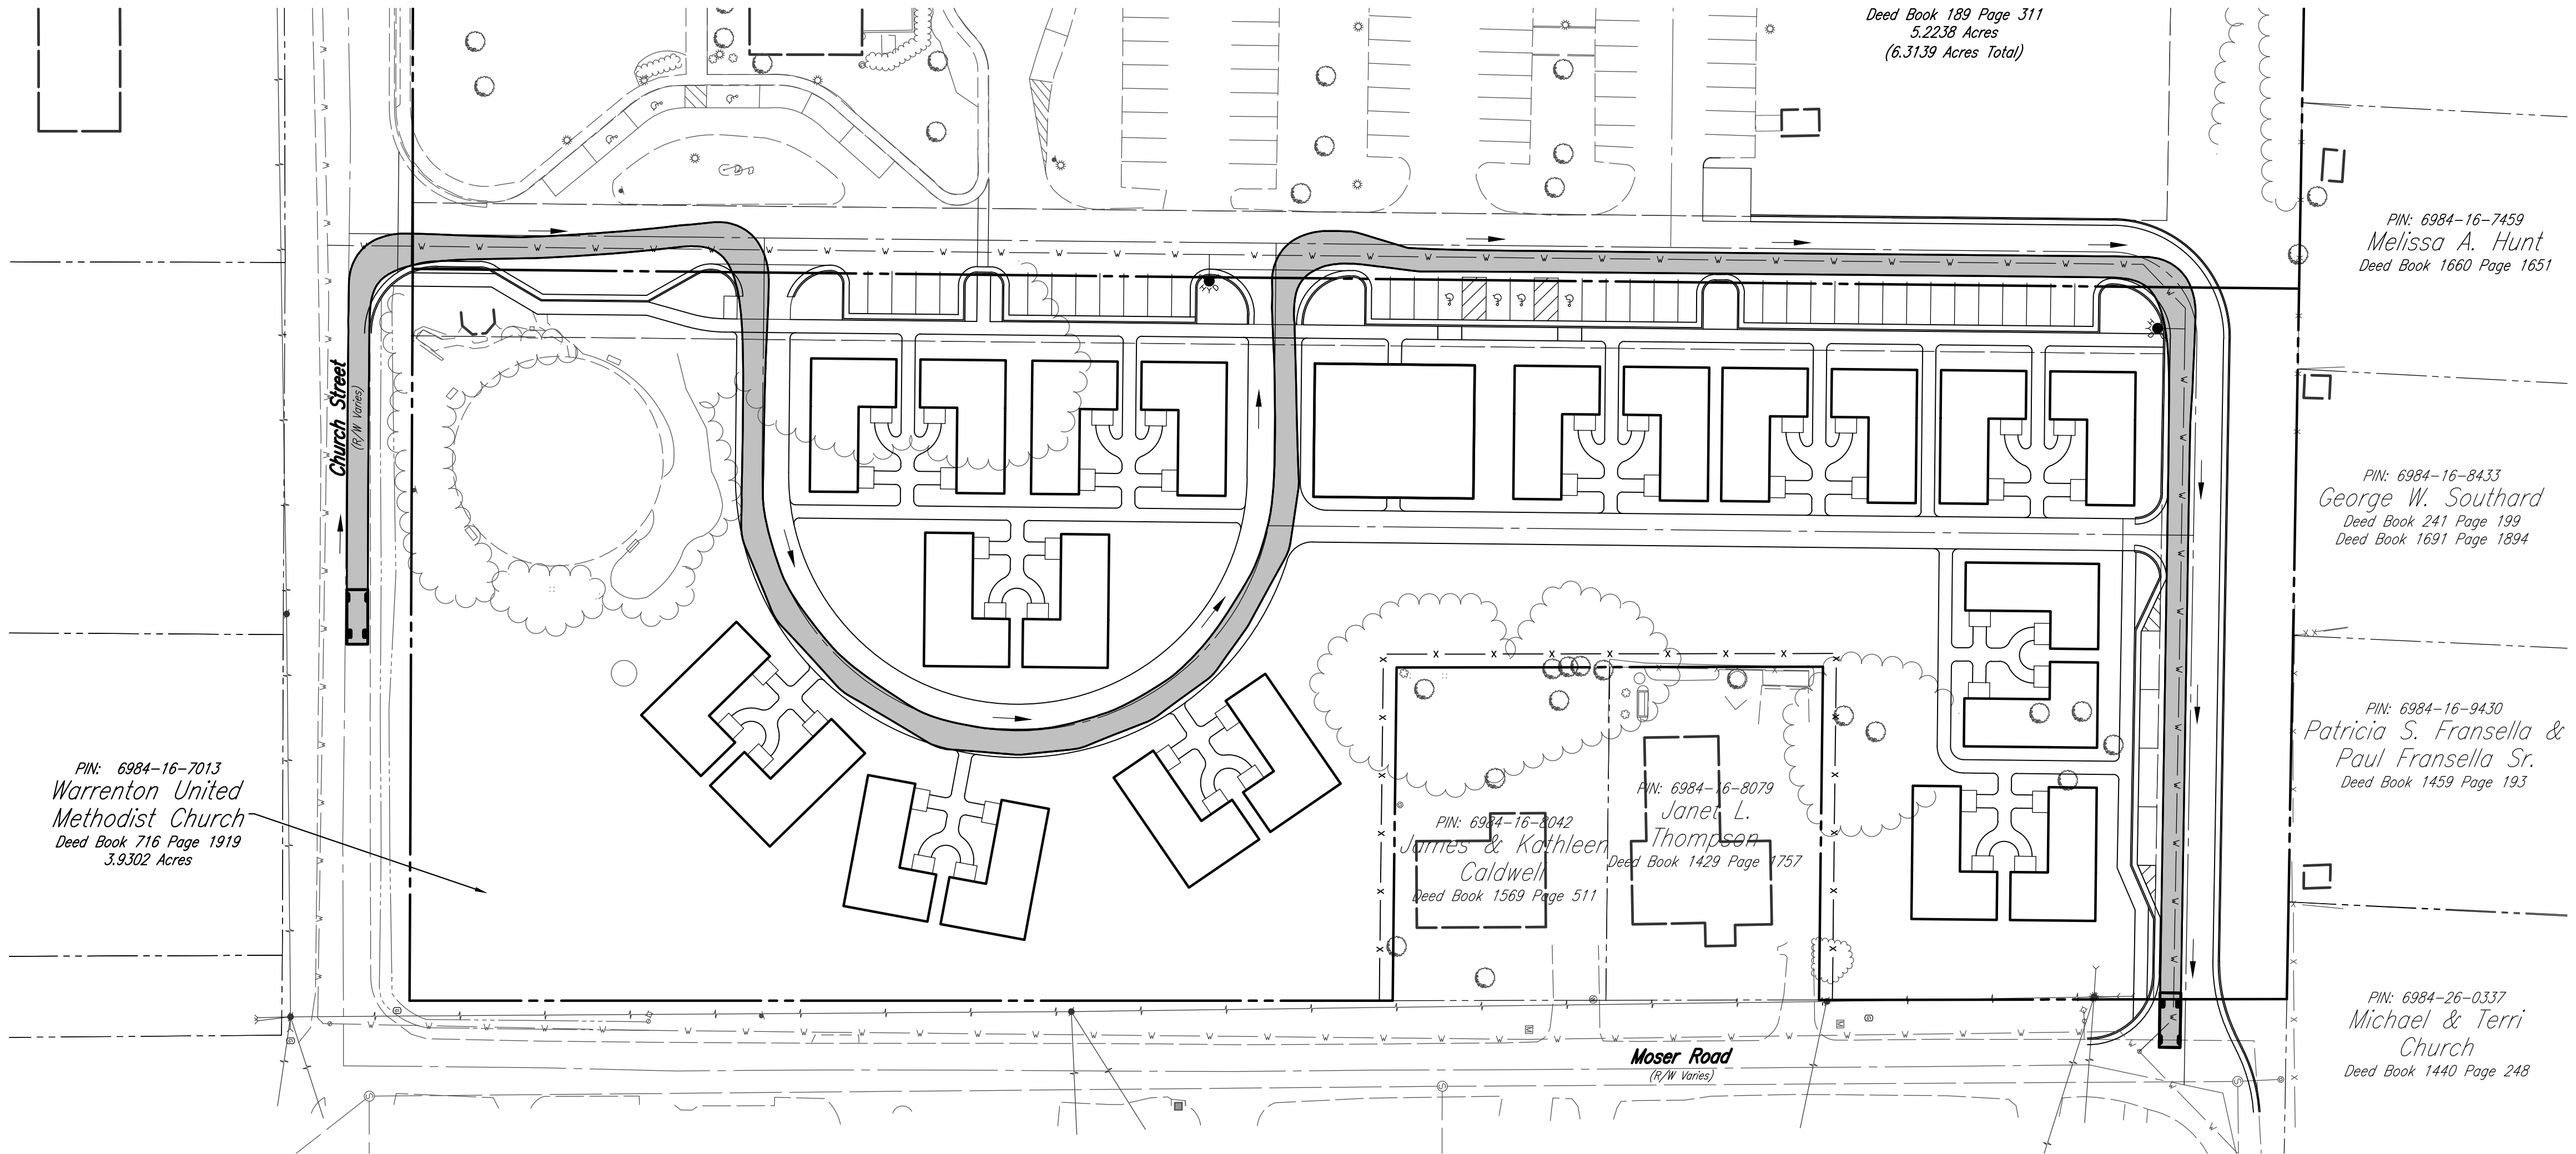 Deed Book 189 Page 311
5.2238 Acres
(6.3139 Acres Total)
PIN: 6984-16-7459
Melissa A. Hunt
Deed Book 1660 Page 1651
Church Street
(R/W Varies)
HYD
HYD
PIN: 6984-16-8433
George W. Southard
Deed Book 241 Page 199
Deed Book 1691 Page 1894
PIN: 6984-16-9430
Patricia S. Fransella &
Paul Fransella Sr.
Deed Book 1459 Page 193
PIN: 6984-16-7013
Warrenton United
Methodist Church
Deed Book 716 Page 1919
3.9302 Acres
PIN: 6984-16-8042
James & Kathleen
Caldwell
Deed Book 1569 Page 511
PIN: 6984-16-8079
Janet L.
Thompson
Deed Book 1429 Page 1757
PIN: 6984-26-0337
Michael & Terri
Church
Deed Book 1440 Page 248
Moser Road
(R/W Varies)